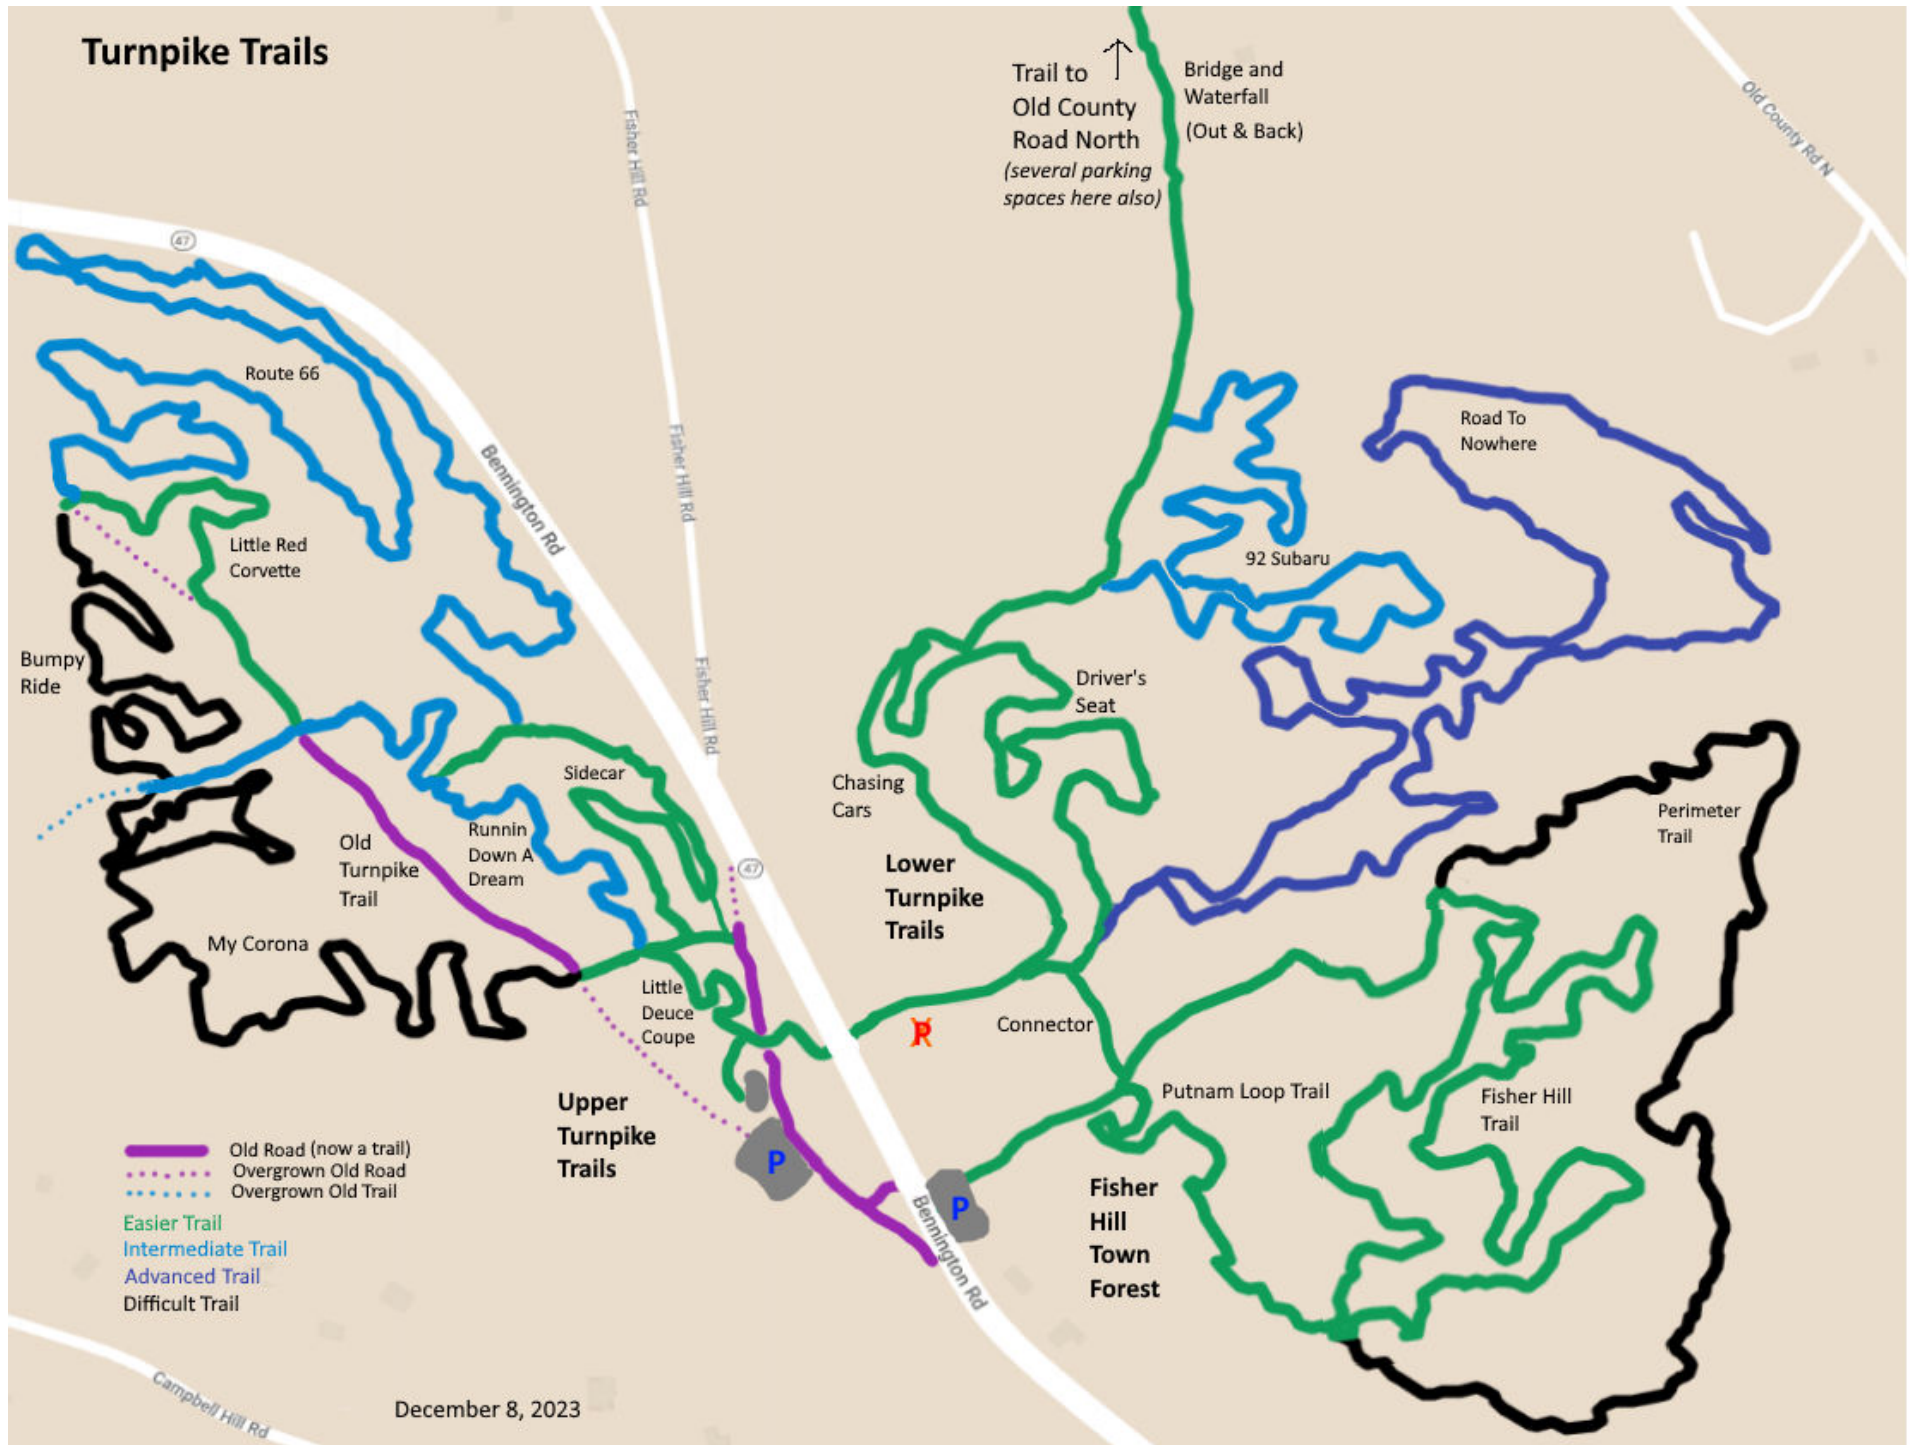 Turnpike Trails
Trail to
Old County
Road North
(several parking
spaces here also)
Bridge and
Waterfall
(Out & Back)
Old County Rd N
Fisher Hill Rd
47
Route 66
Fisher Hill Rd
Bennington Rd
Road To
Nowhere
Little Red
Corvette
92 Subaru
Bumpy
Ride
Fisher Hill Rd
Driver's
Seat
Sidecar
Chasing
Cars
Perimeter
Trail
Old
Turnpike
Trail
Runnin
Down A
Dream
47
Lower
Turnpike
Trails
My Corona
Little
Deuce
Coupe
P
Connector
Upper
Turnpike
Trails
Putnam Loop Trail
Fisher Hill
Trail
P
P
Fisher
Hill
Town
Forest
Bennington Rd
Old Road (now a trail)
Overgrown Old Road
Overgrown Old Trail
Easier Trail
Intermediate Trail
Advanced Trail
Difficult Trail
Campbell Hill Rd
December 8, 2023